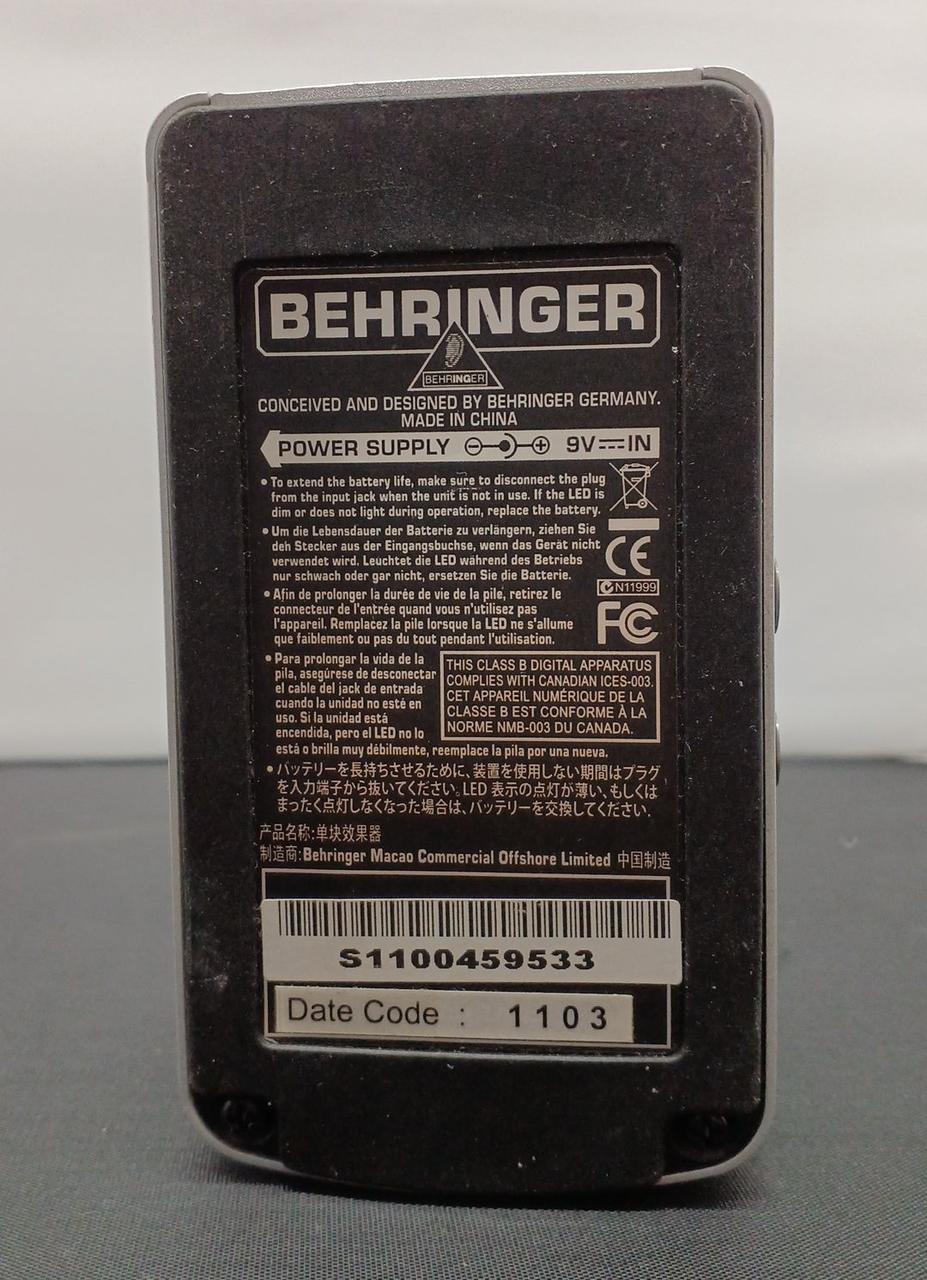 BEHRINGER
BEHRINGER
CONCEIVED AND DESIGNED BY BEHRINGER GERMANY.
MADE IN CHINA
POWER SUPPLY 9V IN
• To extend the battery life, make sure to disconnect the plug
from the input jack when the unit is not in use. If the LED is
dim or does not light during operation, replace the battery.
• Um die Lebensdauer der Batterie zu verlängern, ziehen Sie
deh Stecker aus der Eingangsbuchse, wenn das Gerät nicht
verwendet wird. Leuchtet die LED während des Betriebs
nur schwach oder gar nicht, ersetzen Sie die Batterie.
CE
N11999
• Afin de prolonger la durée de vie de la pile, retirez le
connecteur de l'entrée quand vous n'utilizez pas
l'appareil. Remplacez la pile lorsque la LED ne s'allume
que faiblement ou pas du tout pendant l'utilisation.
FC
• Para prolongar la vida de la
pila, asegúrese de desconectar
el cable del jack de entrada
cuando la unidad no esté en
uso. Si la unidad está
encendida, pero el LED no lo
está o brilla muy débilmente, reemplace la pila por una nueva.
THIS CLASS B DIGITAL APPARATUS
COMPLIES WITH CANADIAN ICES-003.
CET APPAREIL NUMÉRIQUE DE LA
CLASSE B EST CONFORME À LA
NORME NMB-003 DU CANADA.
• バッテリーを長持ちさせるために、装置を使用しない期間はプラグ
を入力端子から抜いてください。LED 表示の点灯が薄い、もしくは
まったく点灯しなくなった場合は、バッテリーを交換してください.
产品名称:单块效果器
制造商:Behringer Macao Commercial Offshore Limited 中国制造
S1100459533
Date Code : 1103